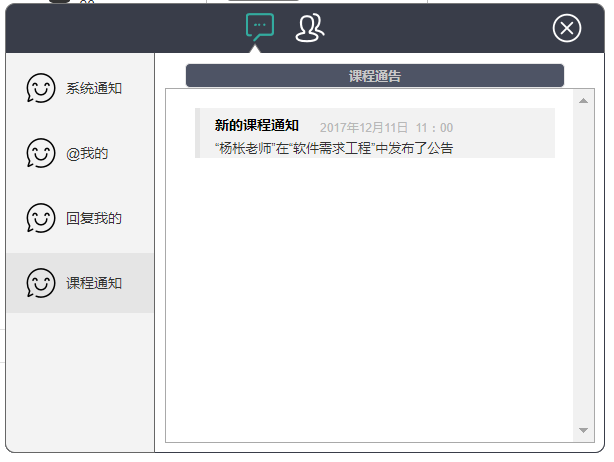 课程通告
系统通知
@我的
回复我的
课程通知
新的课程通知 2017年12月11日 11：00
“杨枨老师”在“软件需求工程”中发布了公告